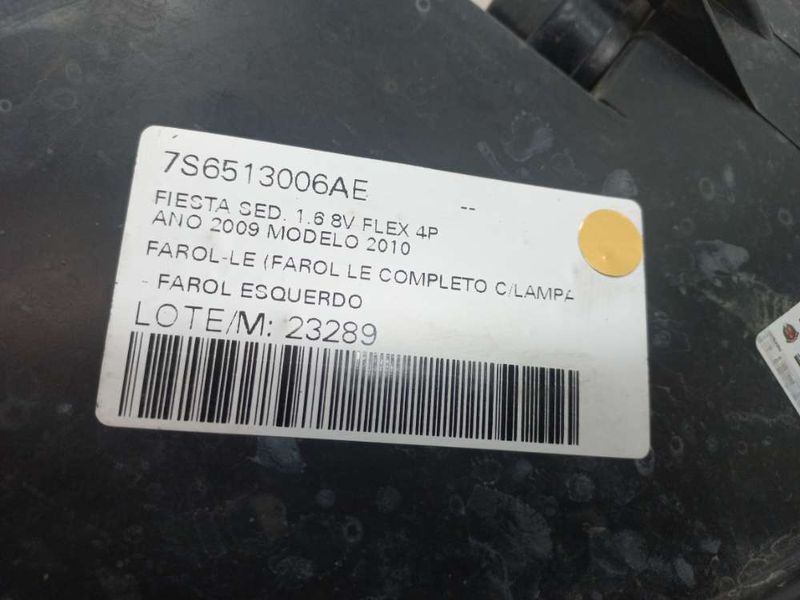 7S6513006AE --
FIESTA SED. 1.6 8V FLEX 4P
ANO 2009 MODELO 2010
FAROL-LE (FAROL LE COMPLETO C/LAMPA
- FAROL ESQUERDO
LOTE/M: 23289